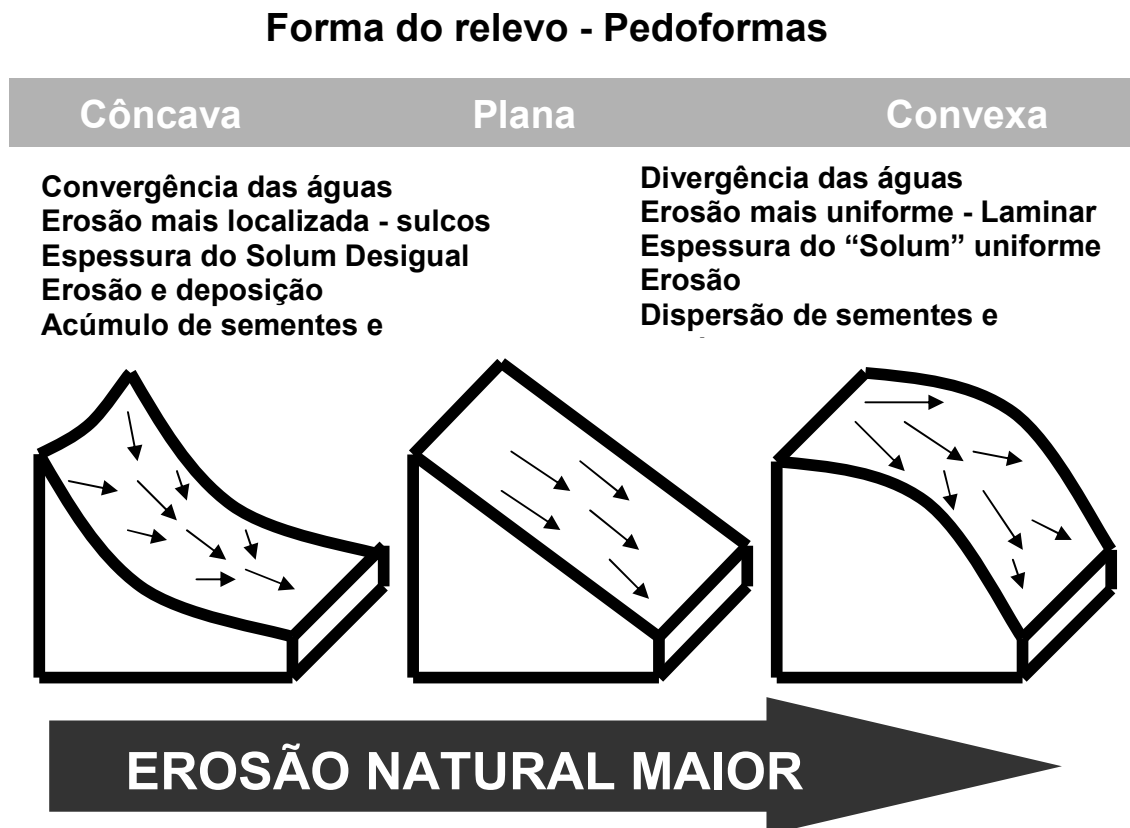 Forma do relevo - Pedoformas
Côncava Plana Convexa
Convergência das águas
Erosão mais localizada - sulcos
Espessura do Solum Desigual
Erosão e deposição
Acúmulo de sementes e
Divergência das águas
Erosão mais uniforme - Laminar
Espessura do “Solum” uniforme
Erosão
Dispersão de sementes e
EROSÃO NATURAL MAIOR